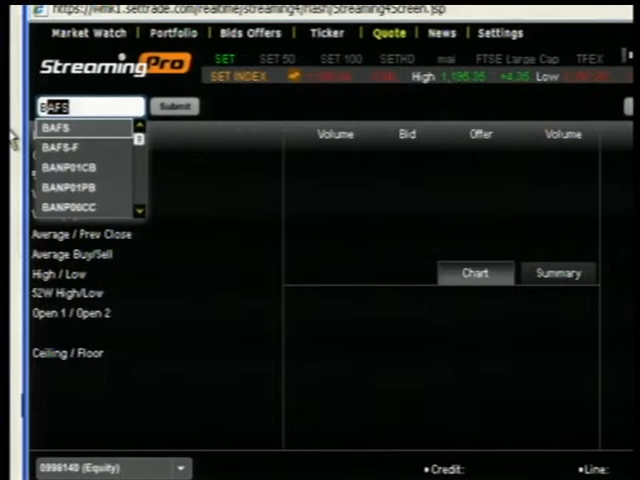 https://wmk1.settrade.com/realtime/streaming4/flash/Streaming4Screen.jsp
Market Watch | Portfolio | Bids Offers | Ticker | Quote | News | Settings
StreamingPro
SET SET 50 SET 100 SETHD mai FTSE Large Cap TFEX
SET INDEX High 1,195.35 +4.35 Low
BAFS Submit
BAFS
BAFS-F
BANP01CB
BANP01PB
BANP06CC
Volume Bid Offer Volume
Average / Prev Close
Average Buy/Sell
High / Low
52W High/Low
Open 1 / Open 2
Ceiling / Floor
Chart Summary
0998140 (Equity)
•Credit: •Line: